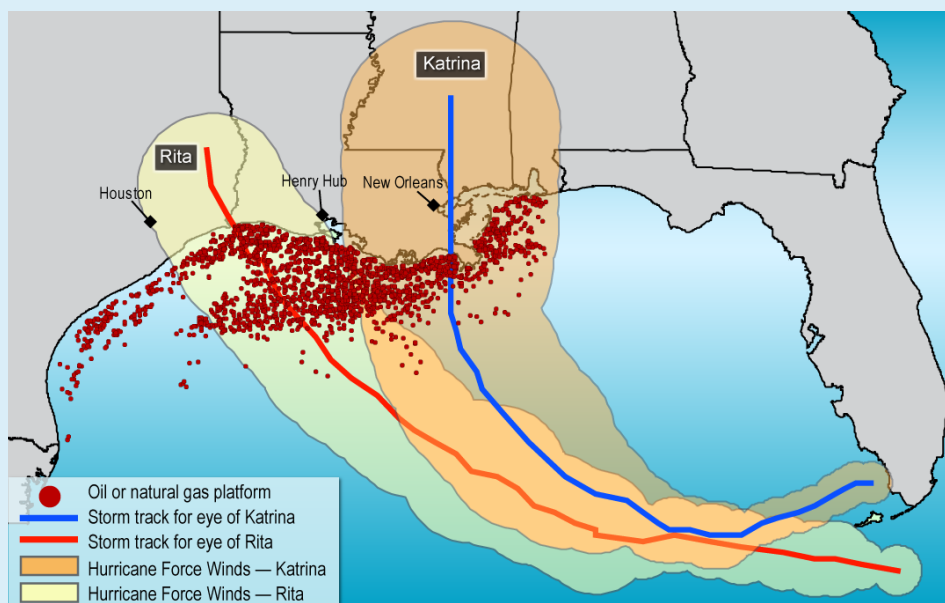 Katrina
Rita
Houston
Henry Hub
New Orleans
Oil or natural gas platform
Storm track for eye of Katrina
Storm track for eye of Rita
Hurricane Force Winds — Katrina
Hurricane Force Winds — Rita